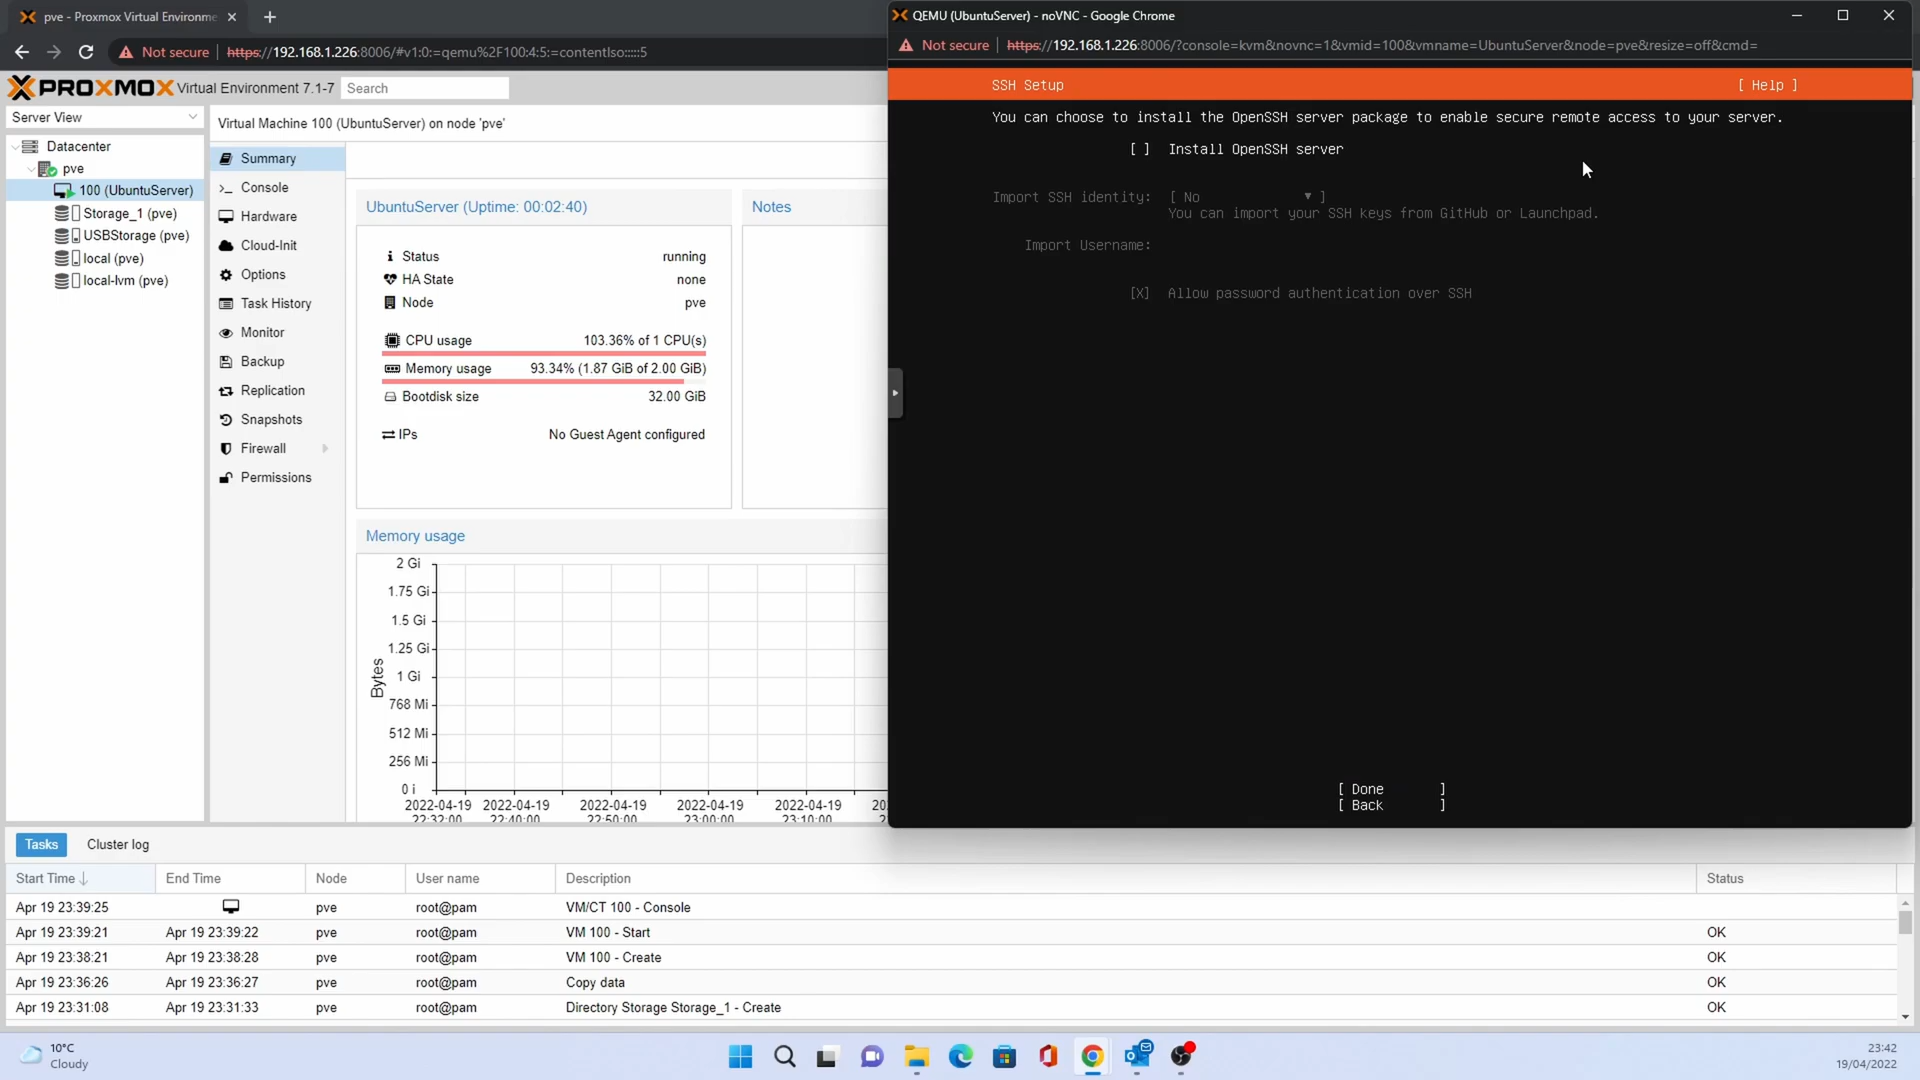 pve - Proxmox Virtual Environme
Not secure
https://192.168.1.226:8006/#v1:0:=qemu%2F100:4:5:=contentIso:::::5
PROXMOX Virtual Environment 7.1-7
Search
Server View
Datacenter
pve
100 (UbuntuServer)
Storage_1 (pve)
USBStorage (pve)
local (pve)
local-lvm (pve)
Virtual Machine 100 (UbuntuServer) on node 'pve'
Summary
Console
Hardware
Cloud-Init
Options
Task History
Monitor
Backup
Replication
Snapshots
Firewall
Permissions
UbuntuServer (Uptime: 00:02:40)
Status running
HA State none
Node pve
CPU usage 103.36% of 1 CPU(s)
Memory usage 93.34% (1.87 GiB of 2.00 GiB)
Bootdisk size 32.00 GiB
IPs No Guest Agent configured
Notes
Memory usage
Bytes
2 Gi
1.75 Gi
1.5 Gi
1.25 Gi
1 Gi
768 Mi
512 Mi
256 Mi
0 i
2022-04-19 2022-04-19 2022-04-19 2022-04-19 2022-04-19 20
22:32:00 22:40:00 22:50:00 23:00:00 23:10:00
QEMU (UbuntuServer) - noVNC - Google Chrome
Not secure
https://192.168.1.226:8006/?console=kvm&novnc=1&vmid=100&vmname=UbuntuServer&node=pve&resize=off&cmd=
SSH Setup [ Help ]
You can choose to install the OpenSSH server package to enable secure remote access to your server.
[ ] Install OpenSSH server
Import SSH identity: [ No ▼ ]
You can import your SSH keys from GitHub or Launchpad.
Import Username:
[X] Allow password authentication over SSH
[ Done ]
[ Back ]
Tasks Cluster log
Start Time End Time Node User name Description Status
Apr 19 23:39:25 pve root@pam VM/CT 100 - Console
Apr 19 23:39:21 Apr 19 23:39:22 pve root@pam VM 100 - Start OK
Apr 19 23:38:21 Apr 19 23:38:28 pve root@pam VM 100 - Create OK
Apr 19 23:36:26 Apr 19 23:36:27 pve root@pam Copy data OK
Apr 19 23:31:08 Apr 19 23:31:33 pve root@pam Directory Storage Storage_1 - Create OK
10°C
Cloudy
23:42
19/04/2022